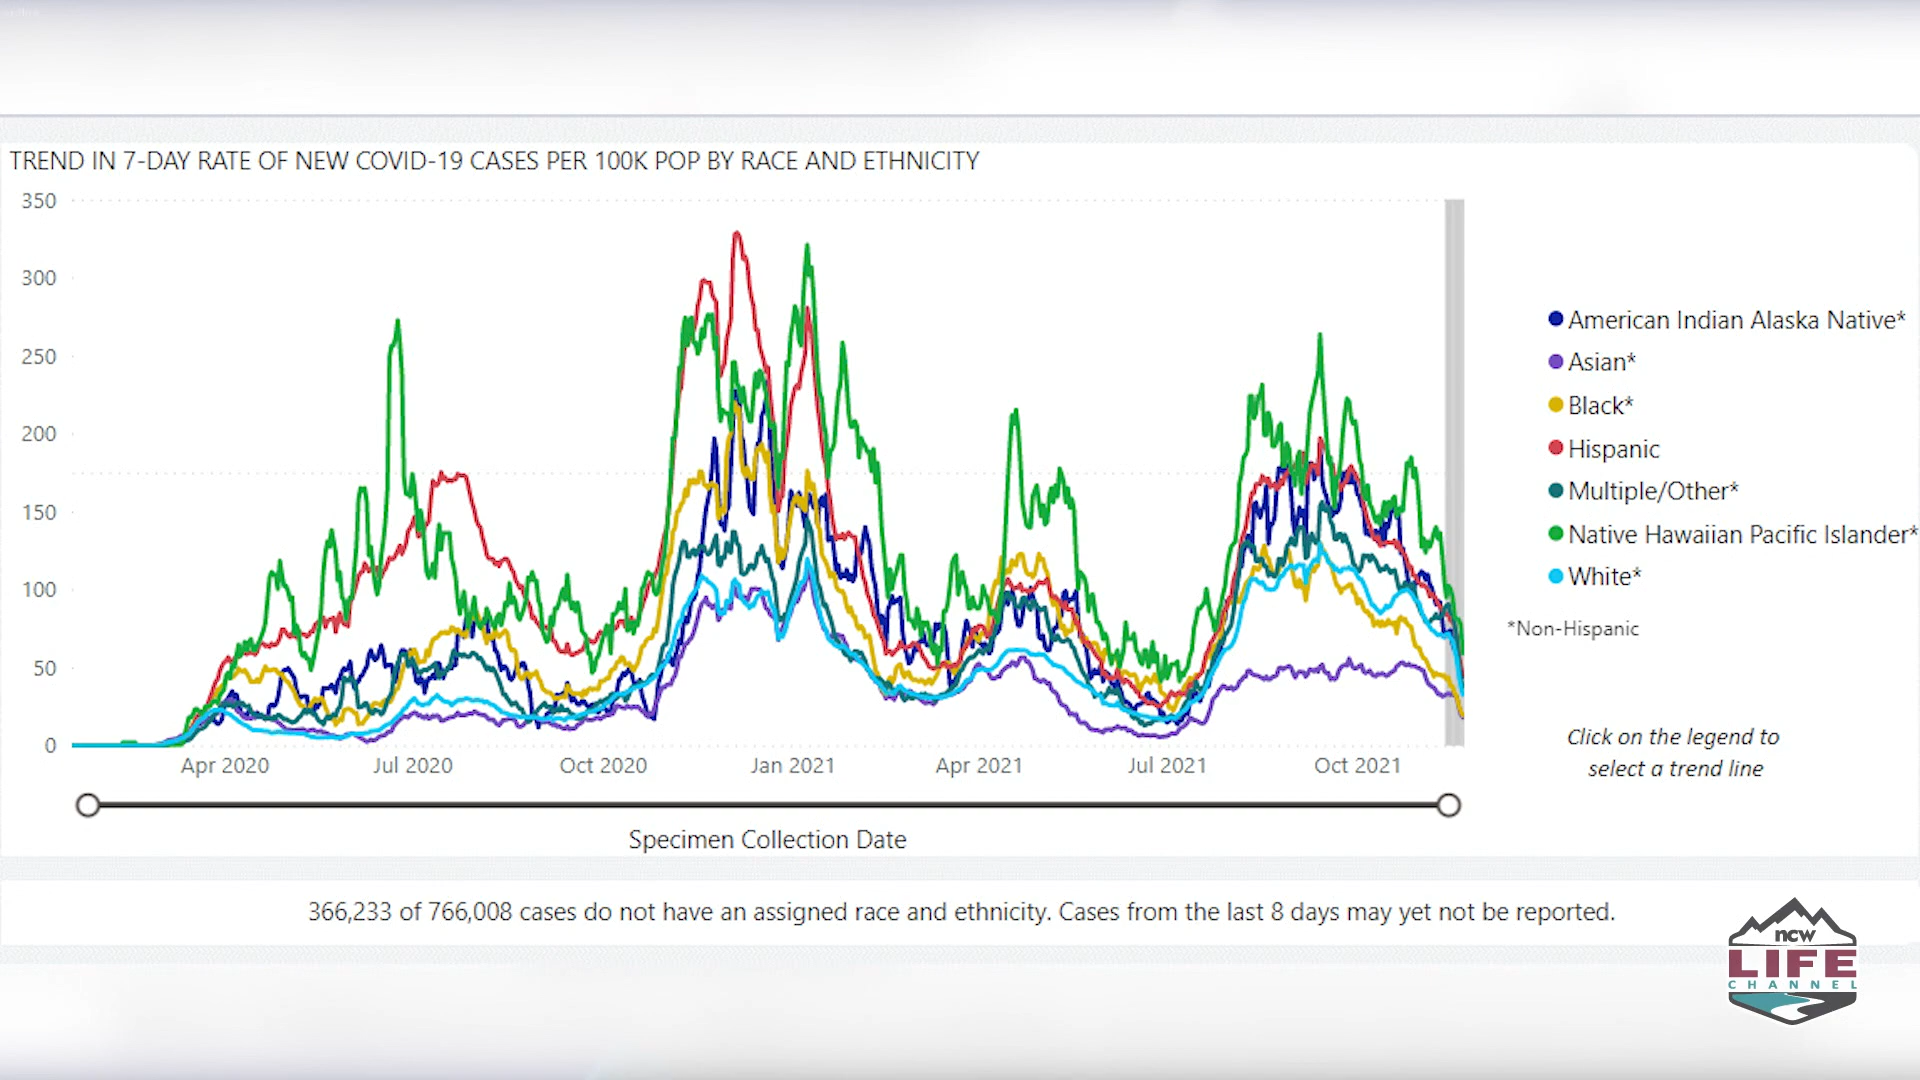 TREND IN 7-DAY RATE OF NEW COVID-19 CASES PER 100K POP BY RACE AND ETHNICITY
350
300
250
200
150
100
50
0
Apr 2020 Jul 2020 Oct 2020 Jan 2021 Apr 2021 Jul 2021 Oct 2021
Specimen Collection Date
American Indian Alaska Native*
Asian*
Black*
Hispanic
Multiple/Other*
Native Hawaiian Pacific Islander*
White*
*Non-Hispanic
Click on the legend to
select a trend line
366,233 of 766,008 cases do not have an assigned race and ethnicity. Cases from the last 8 days may yet not be reported.
ncw
LIFE
CHANNEL